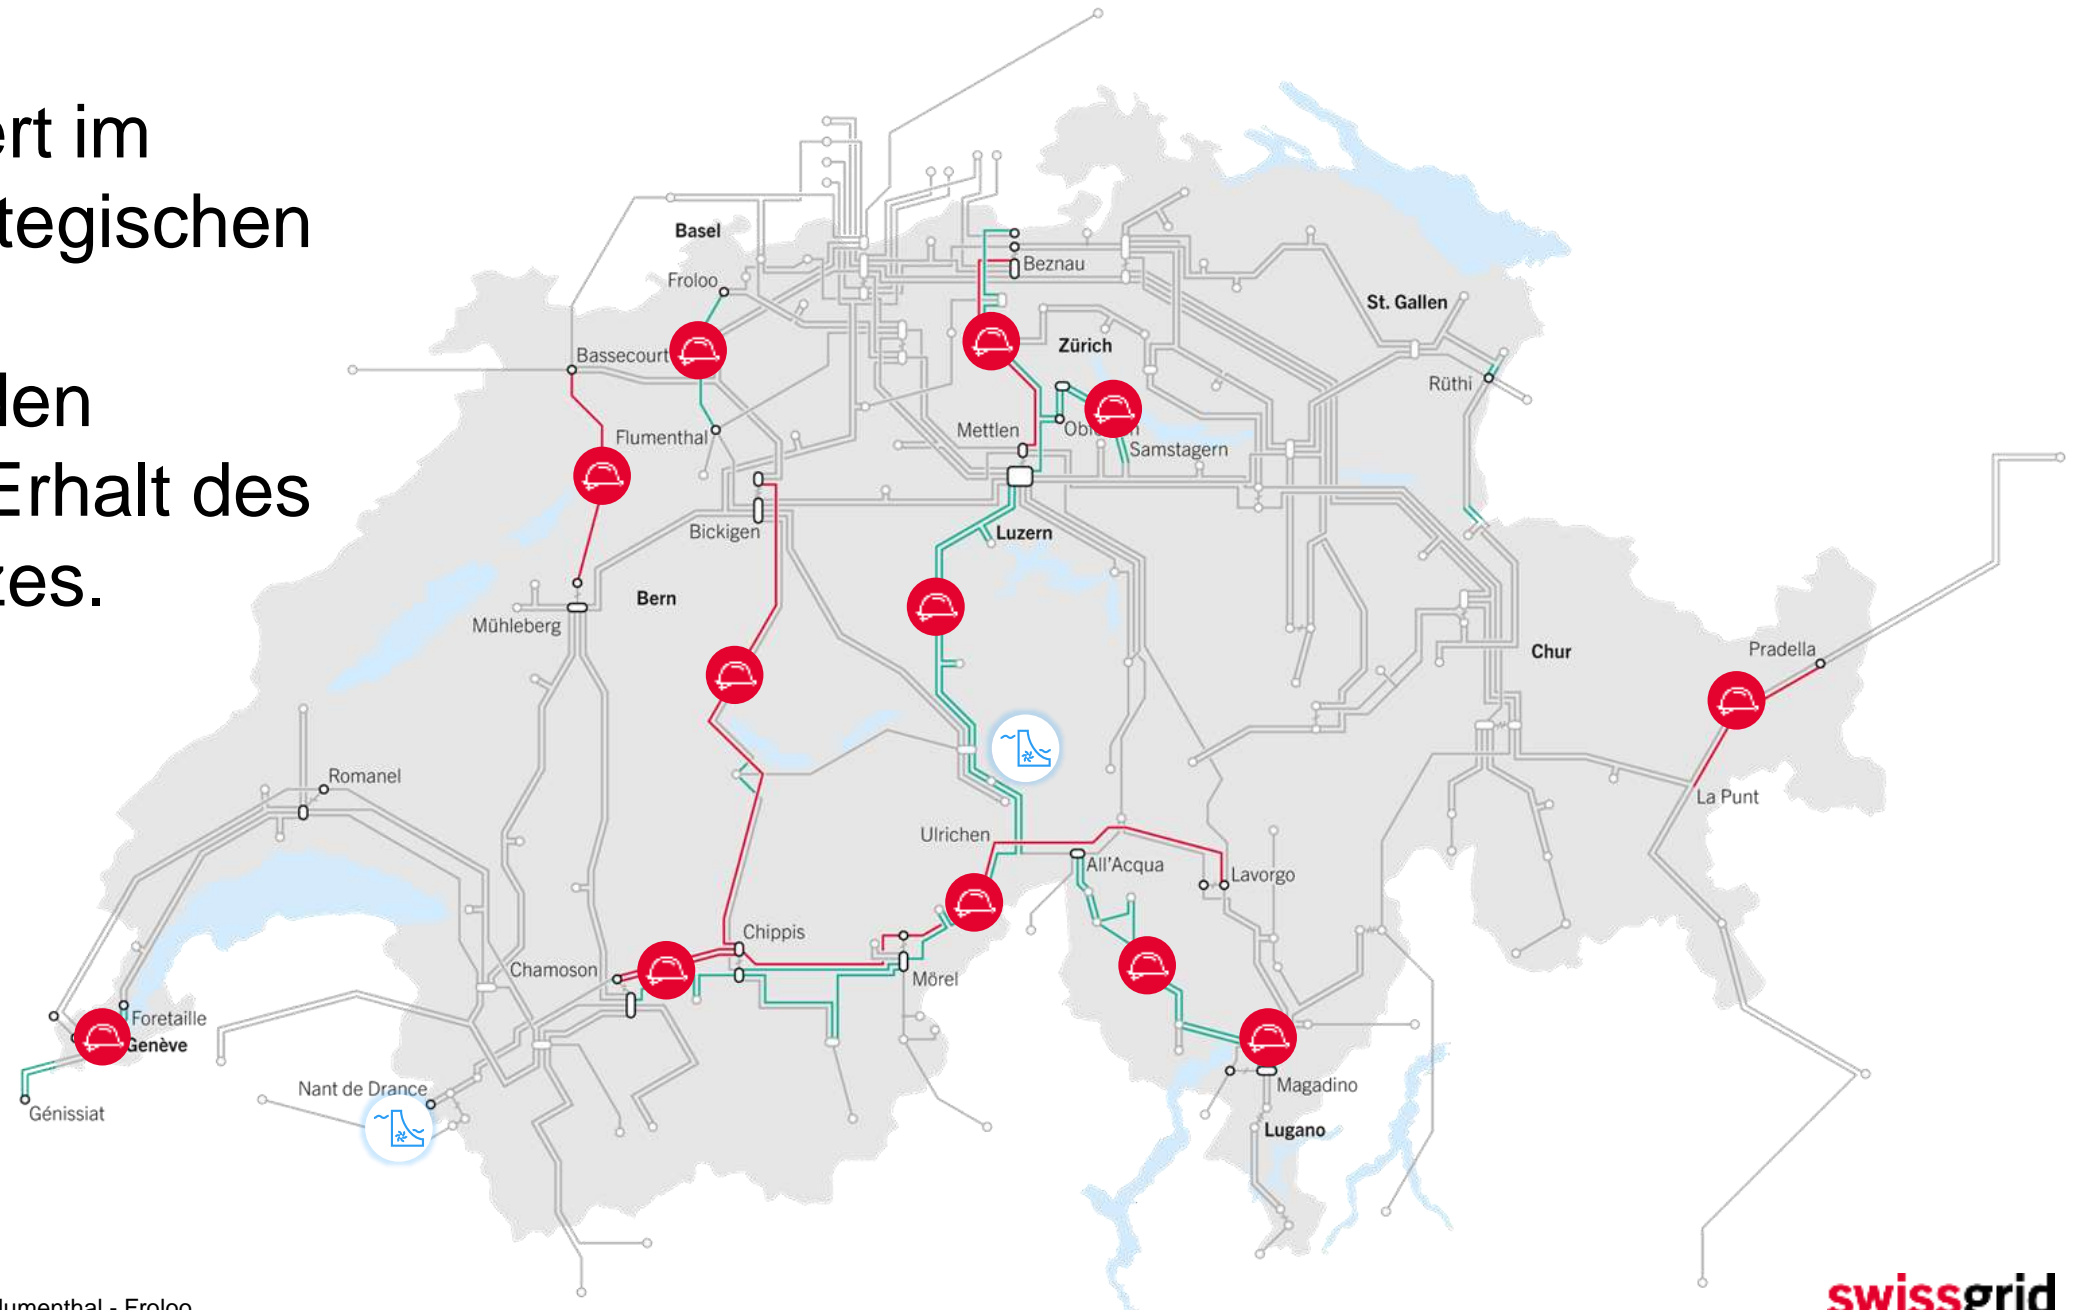 ert im
tegischen
den
Erhalt des
zes.
Basel
Froloo
Beznau
St. Gallen
Bassecourt
Zürich
Rüthi
Flumenthal
Mettlen
Samstagern
Bickigen
Luzern
Bern
Mühleberg
Chur
Pradella
Romanel
La Punt
Ulrichen
All'Acqua
Lavorgo
Chippis
Chamoson
Mörel
Foretaille
Genève
Nant de Drance
Magadino
Génissiat
Lugano
lumenthal - Froloo
swissgrid